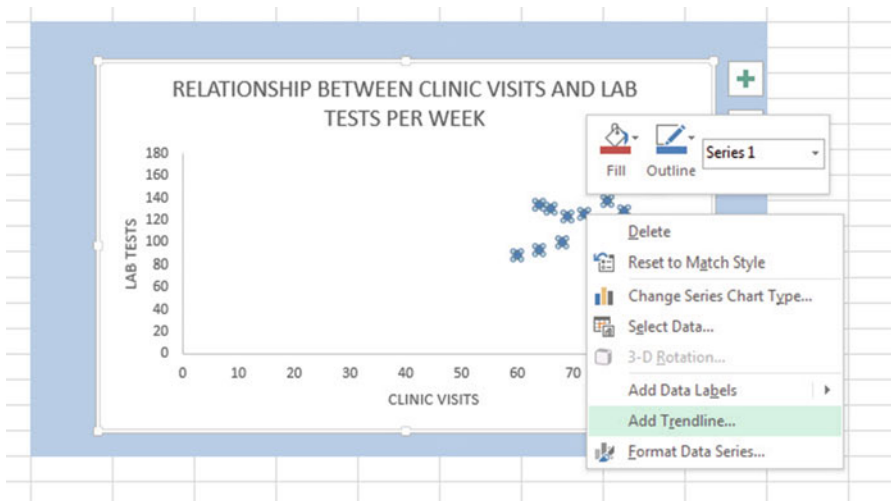 RELATIONSHIP BETWEEN CLINIC VISITS AND LAB
TESTS PER WEEK
180
160
140
120
100
80
60
40
20
0
LAB TESTS
0 10 20 30 40 50 60 70
CLINIC VISITS
Fill Outline Series 1
Delete
Reset to Match Style
Change Series Chart Type...
Select Data...
3-D Rotation...
Add Data Labels
Add Trendline...
Format Data Series...